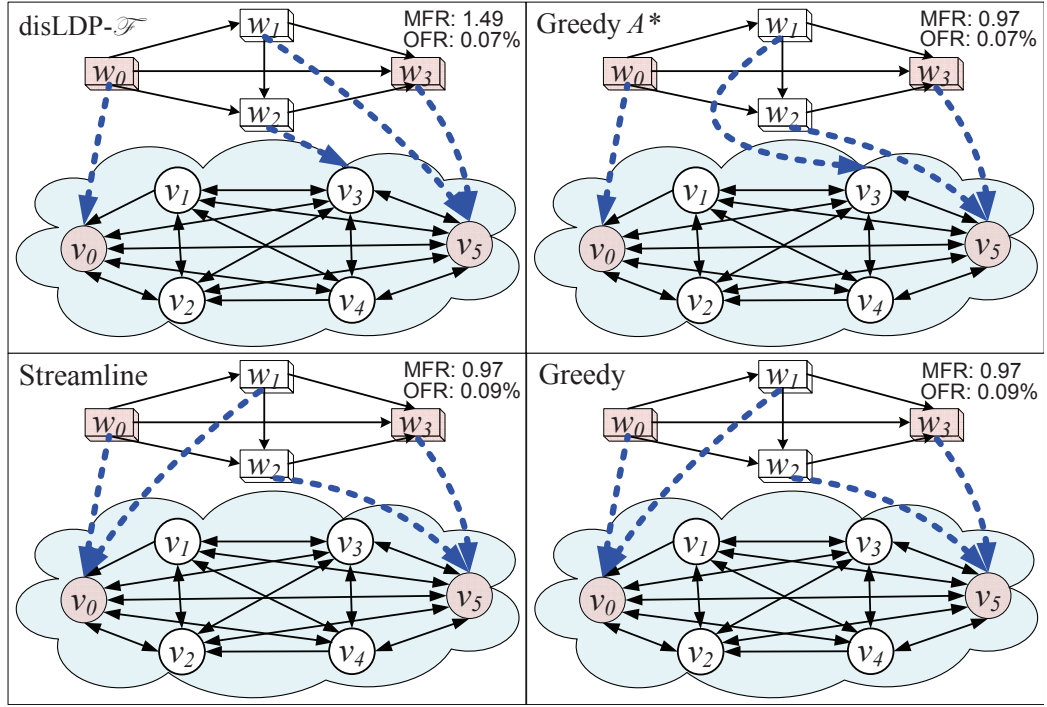 disLDP-ℱ
MFR: 1.49
OFR: 0.07%
w1
w0
w3
w2
v1
v3
v0
v5
v2
v4
Greedy A*
MFR: 0.97
OFR: 0.07%
w1
w0
w3
w2
v1
v3
v0
v5
v2
v4
Streamline
MFR: 0.97
OFR: 0.09%
w1
w0
w3
w2
v1
v3
v0
v5
v2
v4
Greedy
MFR: 0.97
OFR: 0.09%
w1
w0
w3
w2
v1
v3
v0
v5
v2
v4